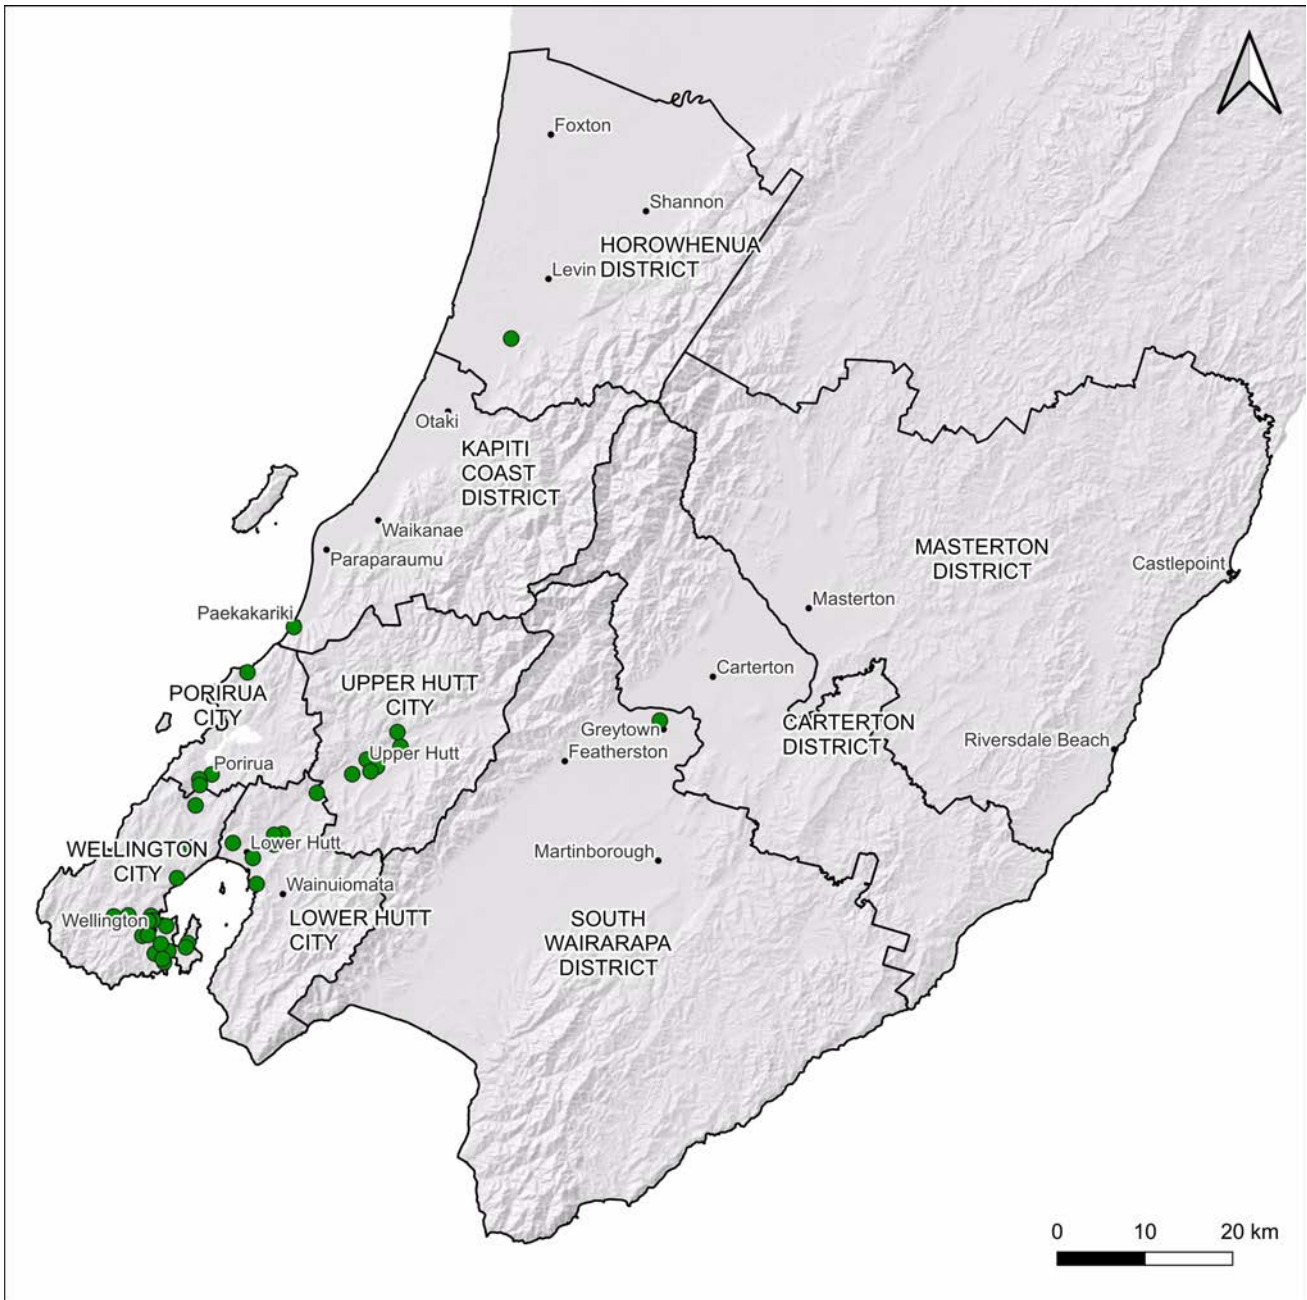 Foxton
Shannon
HOROWHENUA
DISTRICT
Levin
Otaki
KAPITI
COAST
DISTRICT
Waikanae
Paraparaumu
MASTERTON
DISTRICT
Castlepoint
Masterton
Paekakariki
Carterton
UPPER HUTT
CITY
PORIRUA
CITY
Greytown
CARTERTON
DISTRICT
Riversdale Beach
Featherston
Upper Hutt
Porirua
Lower Hutt
WELLINGTON
CITY
Martinborough
Wainuiomata
LOWER HUTT
CITY
Wellington
SOUTH
WAIRARAPA
DISTRICT
0 10 20 km